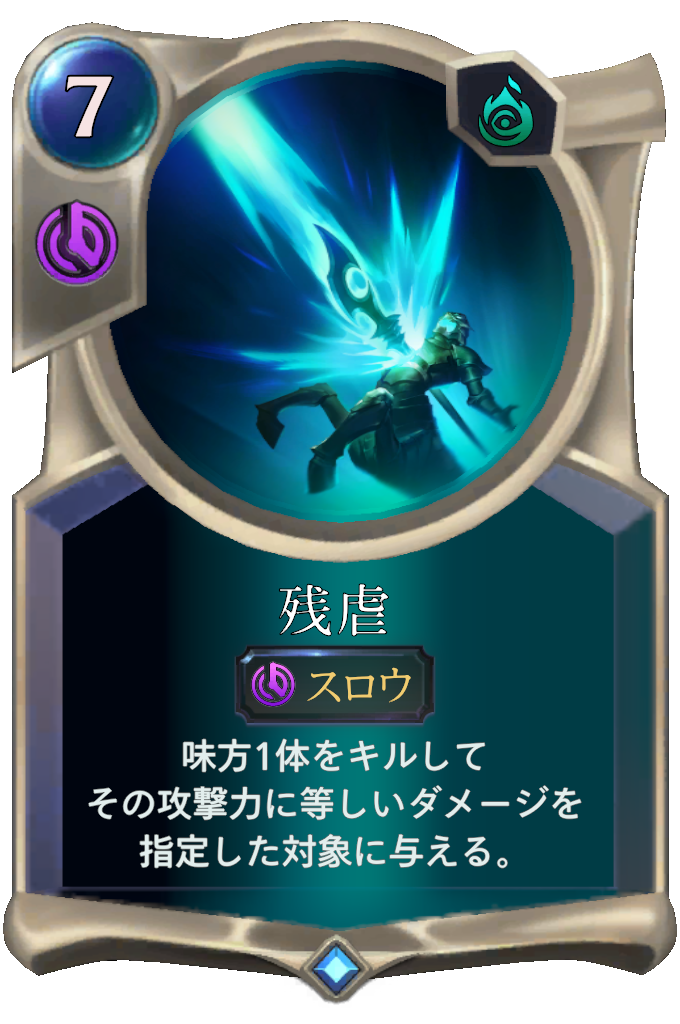 7
残虐
スロウ
味方1体をキルして
その攻撃力に等しいダメージを
指定した対象に与える。